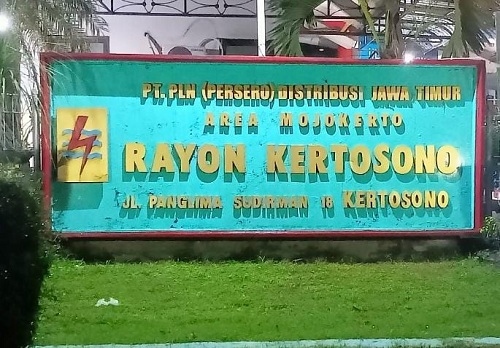 PT. PLN (PERSERO) DISTRIBUSI JAWA TIMUR
AREA MOJOKERTO
RAYON KERTOSONO
JL. PANGLIMA SUDIRMAN 18 KERTOSONO